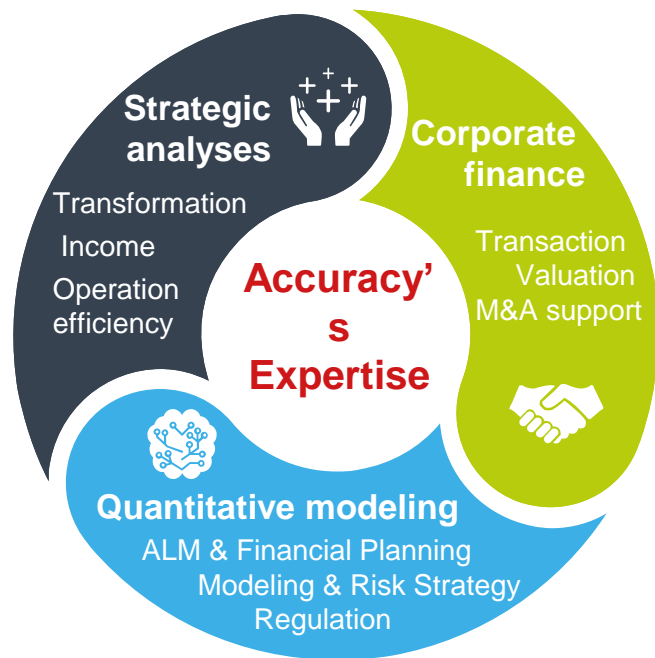 Strategic
analyses
Transformation
Income
Operation
efficiency
Corporate
finance
Transaction
Valuation
M&A support
Accuracy’
s
Expertise
Quantitative modeling
ALM & Financial Planning
Modeling & Risk Strategy
Regulation